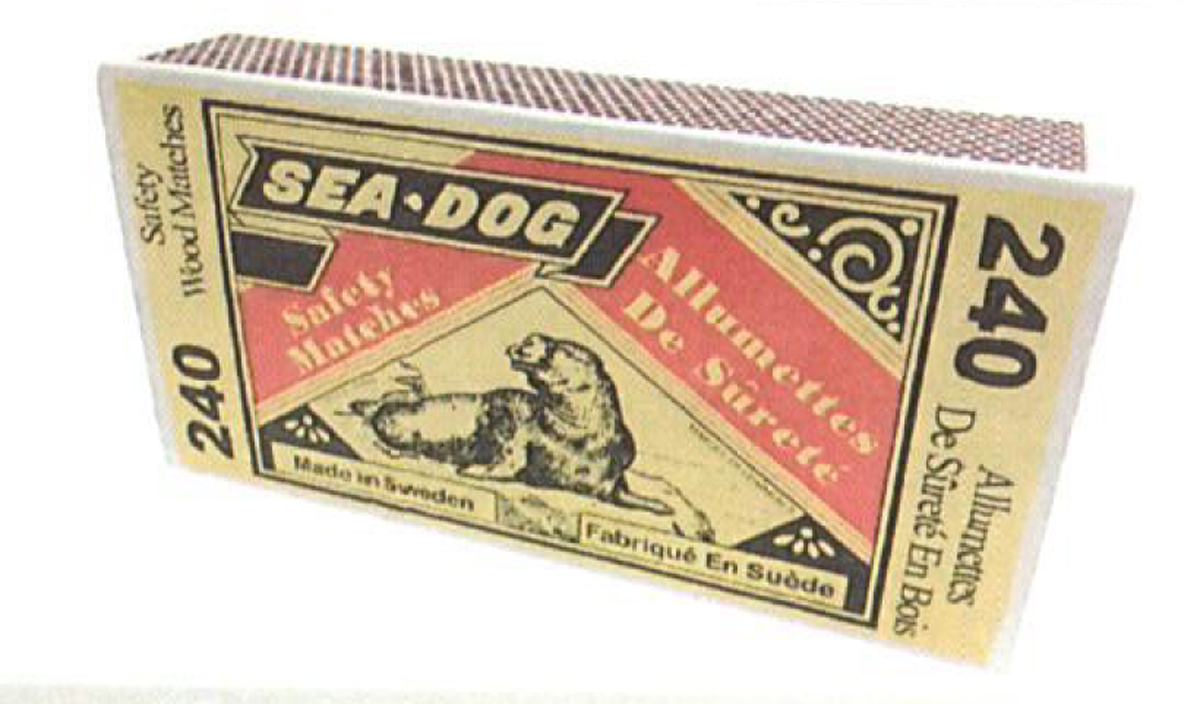 Safety
Wood Matches
240
SEA·DOG
Safety
Matches
Allumettes
De Sûreté
Made in Sweden
Fabriqué En Suède
240
Allumettes
De Sûreté En Bois